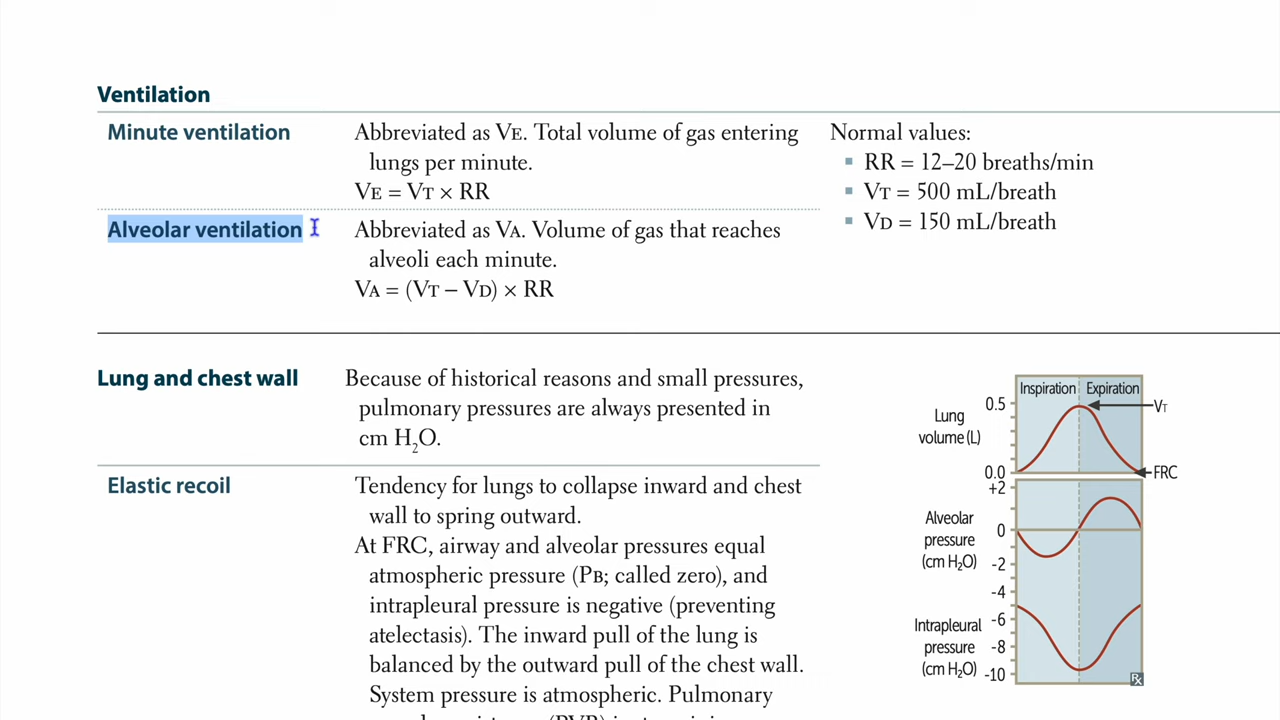 Ventilation
Minute ventilation
Abbreviated as VE. Total volume of gas entering
lungs per minute.
VE = VT × RR
Normal values:
▪ RR = 12–20 breaths/min
▪ VT = 500 mL/breath
▪ VD = 150 mL/breath
Alveolar ventilation
Abbreviated as VA. Volume of gas that reaches
alveoli each minute.
VA = (VT – VD) × RR
Lung and chest wall
Because of historical reasons and small pressures,
pulmonary pressures are always presented in
cm H₂O.
Elastic recoil
Tendency for lungs to collapse inward and chest
wall to spring outward.
At FRC, airway and alveolar pressures equal
atmospheric pressure (PB; called zero), and
intrapleural pressure is negative (preventing
atelectasis). The inward pull of the lung is
balanced by the outward pull of the chest wall.
System pressure is atmospheric. Pulmonary
Inspiration Expiration
Lung
volume (L)
0.5
0.0
VT
FRC
Alveolar
pressure
(cm H₂O)
+2
0
-2
-4
Intrapleural
pressure
(cm H₂O)
-6
-8
-10
Rx